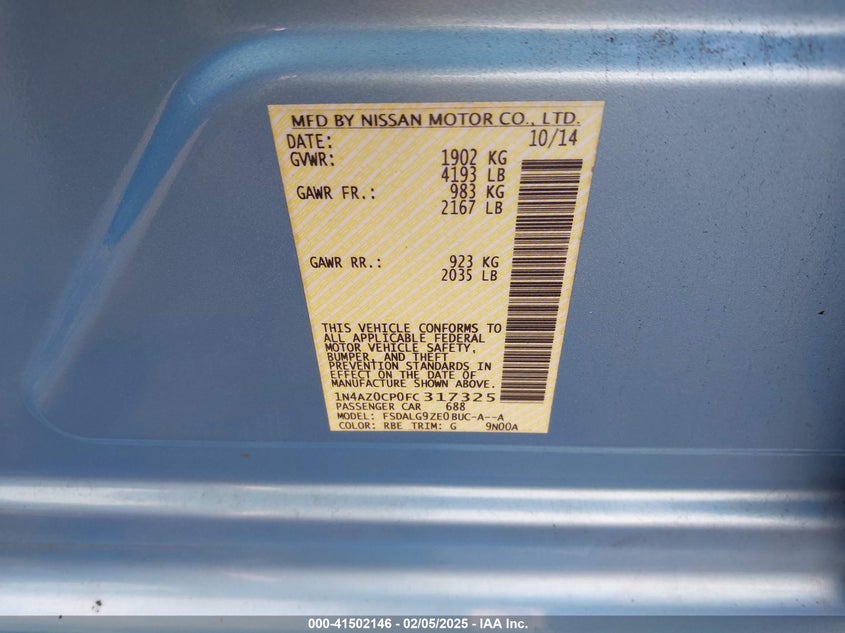 MFD BY NISSAN MOTOR CO., LTD.
DATE: 10/14
GVWR: 1902 KG
4193 LB
GAWR FR.: 983 KG
2167 LB
GAWR RR.: 923 KG
2035 LB
THIS VEHICLE CONFORMS TO
ALL APPLICABLE FEDERAL
MOTOR VEHICLE SAFETY,
BUMPER, AND THEFT
PREVENTION STANDARDS IN
EFFECT ON THE DATE OF
MANUFACTURE SHOWN ABOVE.
1N4AZ0CP0FC317325
PASSENGER CAR 688
MODEL: FSDALG9ZE0BUC-A--A
COLOR: RBE TRIM: G 9N00A
000-41502146 - 02/05/2025 - IAA Inc.